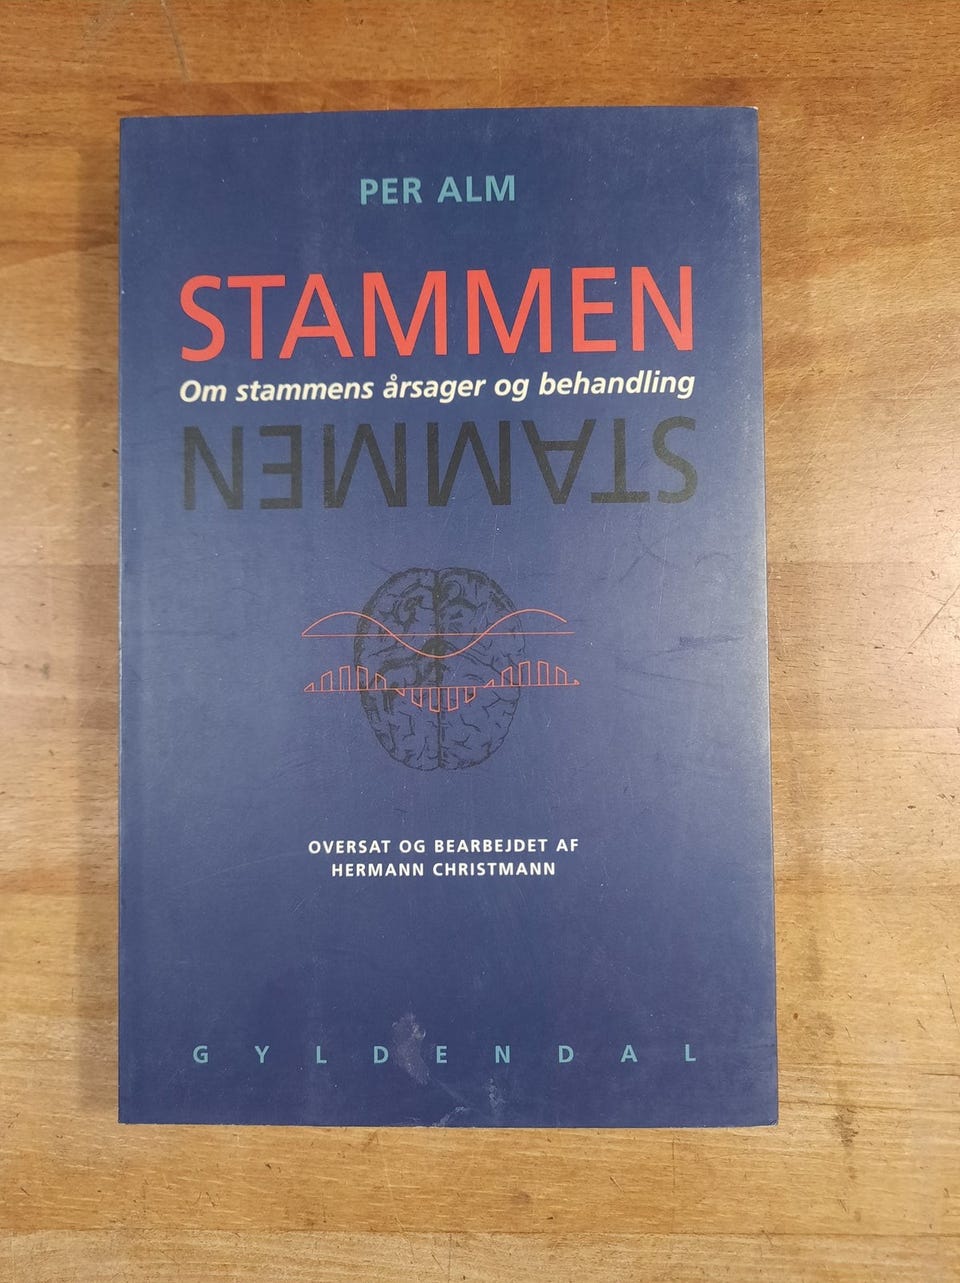 PER ALM
STAMMEN
Om stammens årsager og behandling
STAMMEN
OVERSAT OG BEARBEJDET AF
HERMANN CHRISTMANN
GYLDENDAL